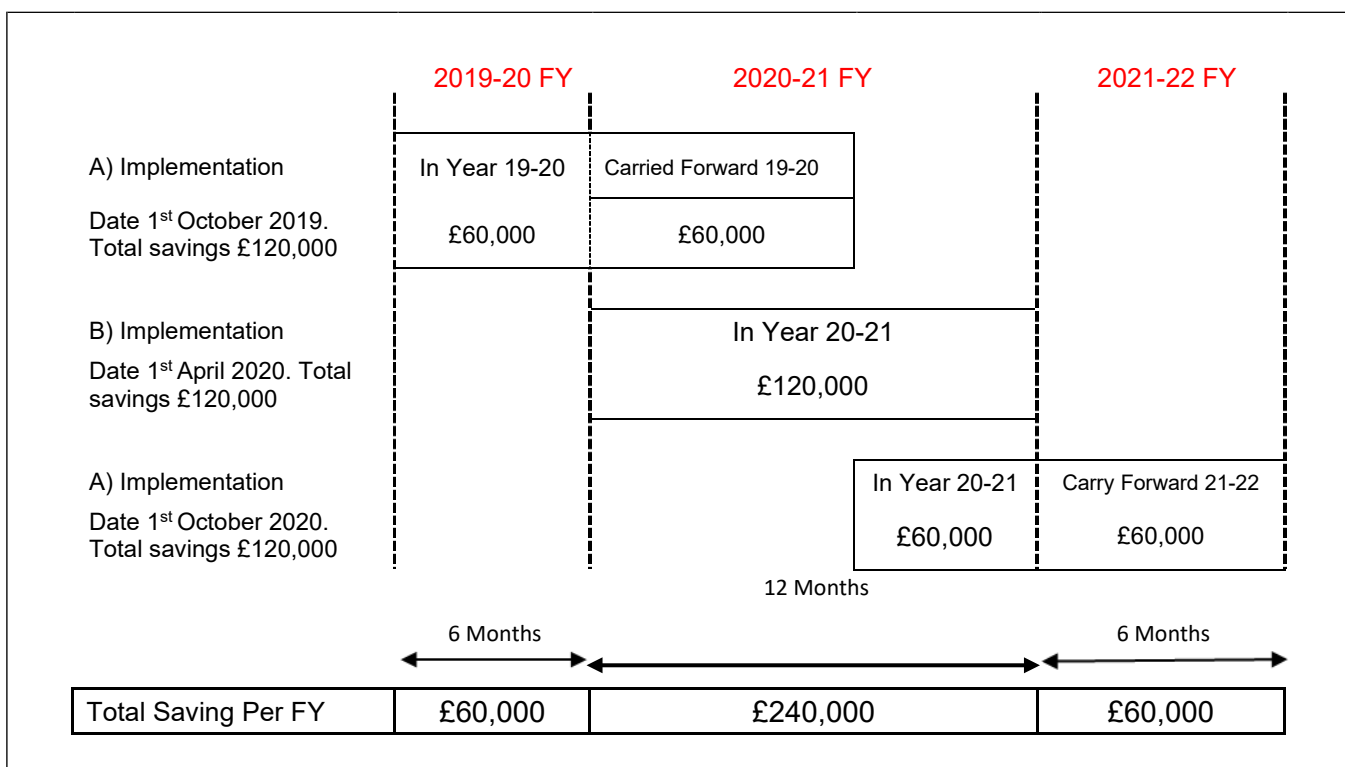 2019-20 FY 2020-21 FY 2021-22 FY
A) Implementation In Year 19-20 Carried Forward 19-20
Date 1st October 2019.
Total savings £120,000 £60,000 £60,000
B) Implementation In Year 20-21
Date 1st April 2020. Total
savings £120,000 £120,000
A) Implementation In Year 20-21 Carry Forward 21-22
Date 1st October 2020.
Total savings £120,000 £60,000 £60,000
12 Months
6 Months 6 Months
Total Saving Per FY £60,000 £240,000 £60,000